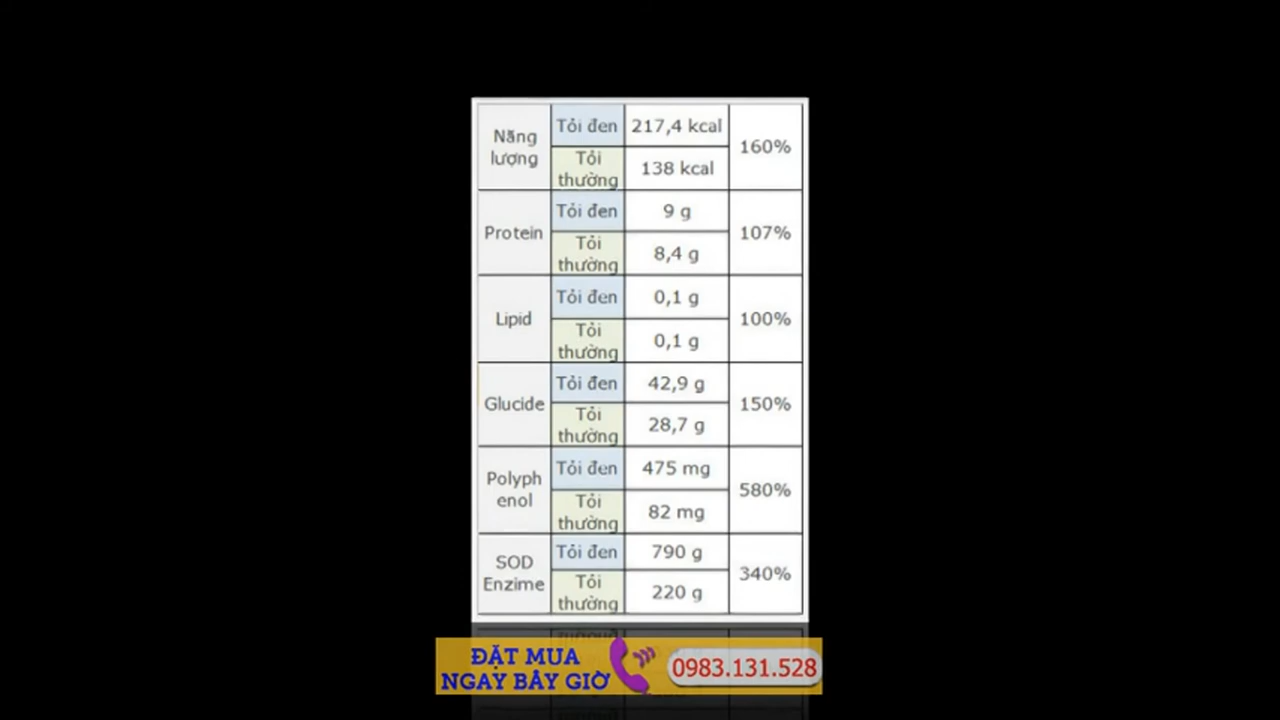 Năng
lượng
Tỏi đen
217,4 kcal
160%
Tỏi
thường
138 kcal
Protein
Tỏi đen
9 g
107%
Tỏi
thường
8,4 g
Lipid
Tỏi đen
0,1 g
100%
Tỏi
thường
0,1 g
Glucide
Tỏi đen
42,9 g
150%
Tỏi
thường
28,7 g
Polyph
enol
Tỏi đen
475 mg
580%
Tỏi
thường
82 mg
SOD
Enzime
Tỏi đen
790 g
340%
Tỏi
thường
220 g
ĐẶT MUA
NGAY BÂY GIỜ
0983.131.528